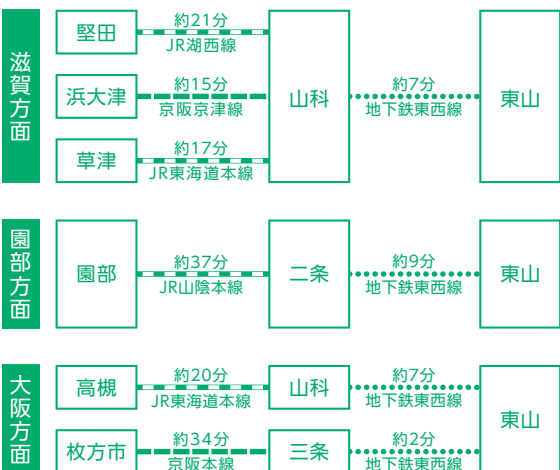 滋賀方面
堅田
約21分
JR湖西線
浜大津
約15分
京阪京津線
草津
約17分
JR東海道本線
山科
約7分
地下鉄東西線
東山
園部方面
園部
約37分
JR山陰本線
二条
約9分
地下鉄東西線
東山
大阪方面
高槻
約20分
JR東海道本線
山科
約7分
地下鉄東西線
枚方市
約34分
京阪本線
三条
約2分
地下鉄東西線
東山